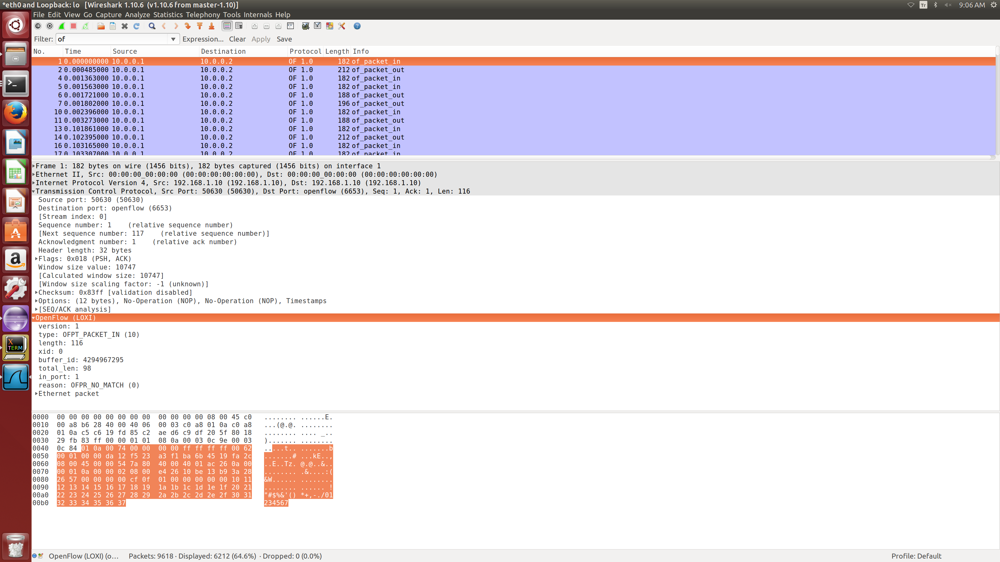 *eth0 and Loopback: lo [Wireshark 1.10.6 (v1.10.6 from master-1.10)]
Tr 9:06 AM
File Edit View Go Capture Analyze Statistics Telephony Tools Internals Help
Filter: of Expression... Clear Apply Save
No. Time Source Destination Protocol Length Info
1 0.000000000 10.0.0.1 10.0.0.2 OF 1.0 182 of_packet_in
2 0.000485000 10.0.0.1 10.0.0.2 OF 1.0 212 of_packet_out
4 0.001363000 10.0.0.1 10.0.0.2 OF 1.0 182 of_packet_in
5 0.001563000 10.0.0.1 10.0.0.2 OF 1.0 182 of_packet_in
6 0.001721000 10.0.0.1 10.0.0.2 OF 1.0 188 of_packet_out
7 0.001802000 10.0.0.1 10.0.0.2 OF 1.0 196 of_packet_out
10 0.002396000 10.0.0.1 10.0.0.2 OF 1.0 182 of_packet_in
11 0.003273000 10.0.0.1 10.0.0.2 OF 1.0 188 of_packet_out
13 0.101861000 10.0.0.1 10.0.0.2 OF 1.0 182 of_packet_in
14 0.102395000 10.0.0.1 10.0.0.2 OF 1.0 212 of_packet_out
16 0.103165000 10.0.0.1 10.0.0.2 OF 1.0 182 of_packet_in
17 0.103307000 10.0.0.1 10.0.0.2 OF 1.0 182 of_packet_in
Frame 1: 182 bytes on wire (1456 bits), 182 bytes captured (1456 bits) on interface 1
Ethernet II, Src: 00:00:00_00:00:00 (00:00:00:00:00:00), Dst: 00:00:00_00:00:00 (00:00:00:00:00:00)
Internet Protocol Version 4, Src: 192.168.1.10 (192.168.1.10), Dst: 192.168.1.10 (192.168.1.10)
Transmission Control Protocol, Src Port: 50630 (50630), Dst Port: openflow (6653), Seq: 1, Ack: 1, Len: 116
Source port: 50630 (50630)
Destination port: openflow (6653)
[Stream index: 0]
Sequence number: 1 (relative sequence number)
[Next sequence number: 117 (relative sequence number)]
Acknowledgment number: 1 (relative ack number)
Header length: 32 bytes
Flags: 0x018 (PSH, ACK)
Window size value: 10747
[Calculated window size: 10747]
[Window size scaling factor: -1 (unknown)]
Checksum: 0x83ff [validation disabled]
Options: (12 bytes), No-Operation (NOP), No-Operation (NOP), Timestamps
[SEQ/ACK analysis]
OpenFlow (LOXI)
version: 1
type: OFPT_PACKET_IN (10)
length: 116
xid: 0
buffer_id: 4294967295
total_len: 98
in_port: 1
reason: OFPR_NO_MATCH (0)
Ethernet packet
X
TERM
0000 00 00 00 00 00 00 00 00 00 00 00 00 08 00 45 c0 ........ ......E.
0010 00 a8 b6 28 40 00 40 06 00 03 c0 a8 01 0a c0 a8 ...(@.@. ........
0020 01 0a c5 c6 19 fd 85 c2 ae d6 c9 df 20 5f 80 18 ........ .... _..
0030 29 fb 83 ff 00 00 01 01 08 0a 00 03 0c 9e 00 03 )....... ........
0040 0c 84 01 0a 00 74 00 00 00 00 ff ff ff ff 00 62 .....t.. .......b
0050 00 01 00 00 da 12 f5 23 a3 f1 ba 6b 45 19 fa 2c .......# ...kE..,
0060 08 00 45 00 00 54 7a 80 40 00 40 01 ac 26 0a 00 ..E..Tz. @.@..&..
0070 00 01 0a 00 00 02 08 00 e4 26 10 be 13 b9 3a 28 ........ .&....:(
0080 26 57 00 00 00 00 cf 0f 01 00 00 00 00 00 10 11 &W...... ........
0090 12 13 14 15 16 17 18 19 1a 1b 1c 1d 1e 1f 20 21 ........ ...... !
00a0 22 23 24 25 26 27 28 29 2a 2b 2c 2d 2e 2f 30 31 "#$%&'() *+,-./01
00b0 32 33 34 35 36 37 234567
OpenFlow (LOXI) (o... Packets: 9618 · Displayed: 6212 (64.6%) · Dropped: 0 (0.0%) Profile: Default